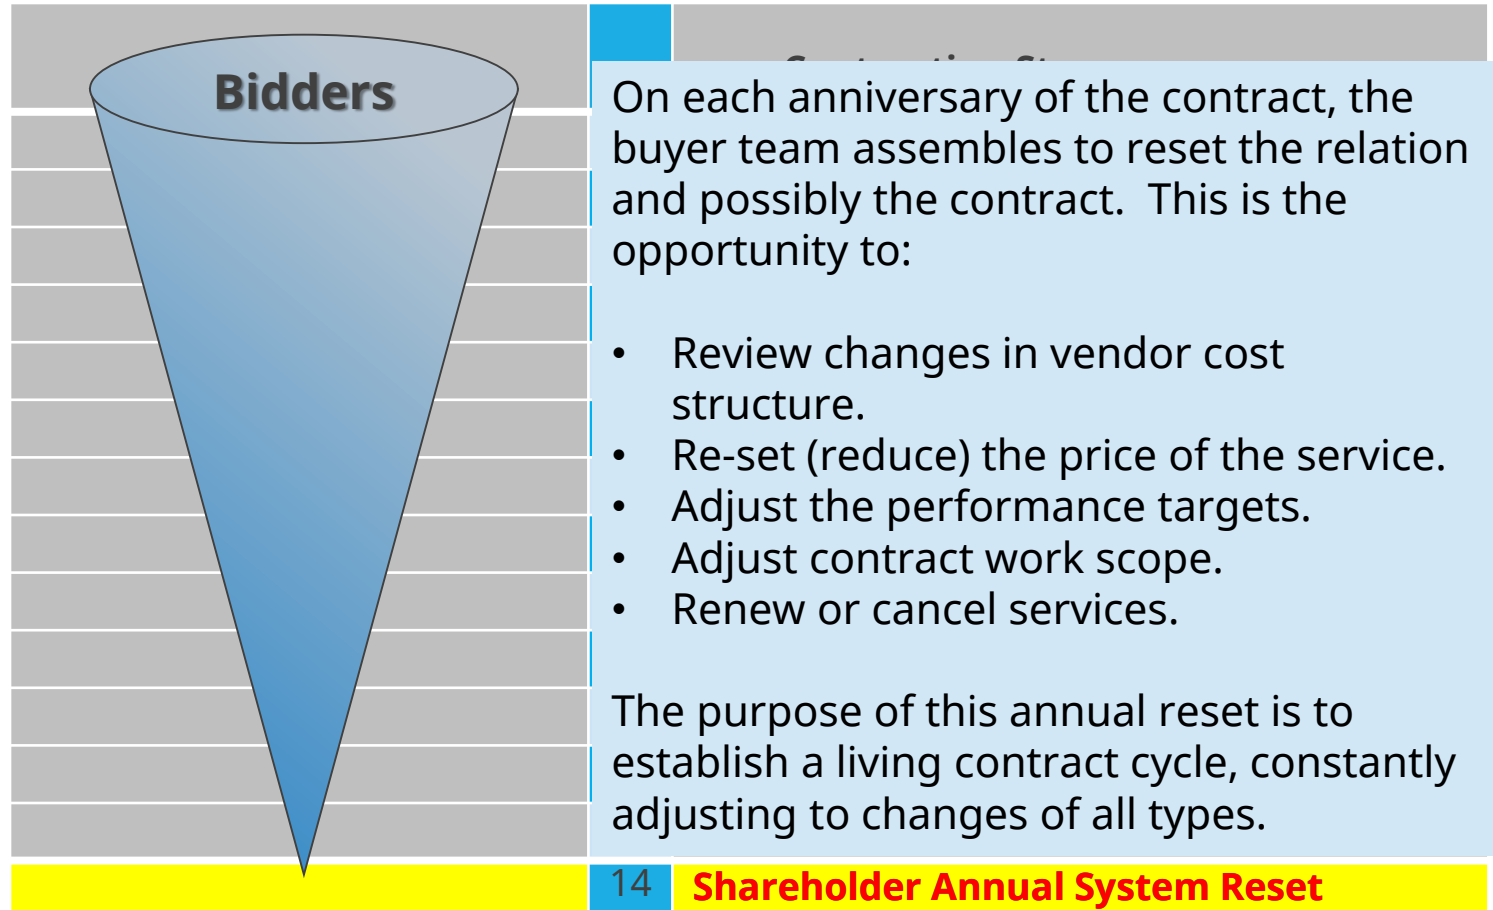 Bidders
On each anniversary of the contract, the
buyer team assembles to reset the relation
and possibly the contract.  This is the
opportunity to:
• Review changes in vendor cost
structure.
• Re-set (reduce) the price of the service.
• Adjust the performance targets.
• Adjust contract work scope.
• Renew or cancel services.
The purpose of this annual reset is to
establish a living contract cycle, constantly
adjusting to changes of all types.
14 Shareholder Annual System Reset